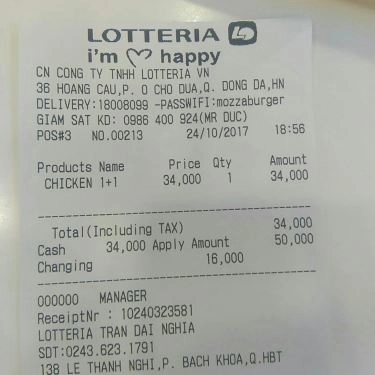 LOTTERIA
i'm happy
CN CONG TY TNHH LOTTERIA VN
36 HOANG CAU,P. O CHO DUA,Q. DONG DA,HN
DELIVERY:18008099 -PASSWIFI:mozzaburger
GIAM SAT KD: 0986 400 924(MR DUC)
POS#3 NO.00213 24/10/2017 18:56
Products Name Price Qty Amount
CHICKEN 1+1 34,000 1 34,000
Total(Including TAX) 34,000
Cash 34,000 Apply Amount 50,000
Changing 16,000
000000 MANAGER
ReceiptNr : 10240323581
LOTTERIA TRAN DAI NGHIA
SDT:0243.623.1791
138 LE THANH NGHI,P. BACH KHOA,Q.HBT